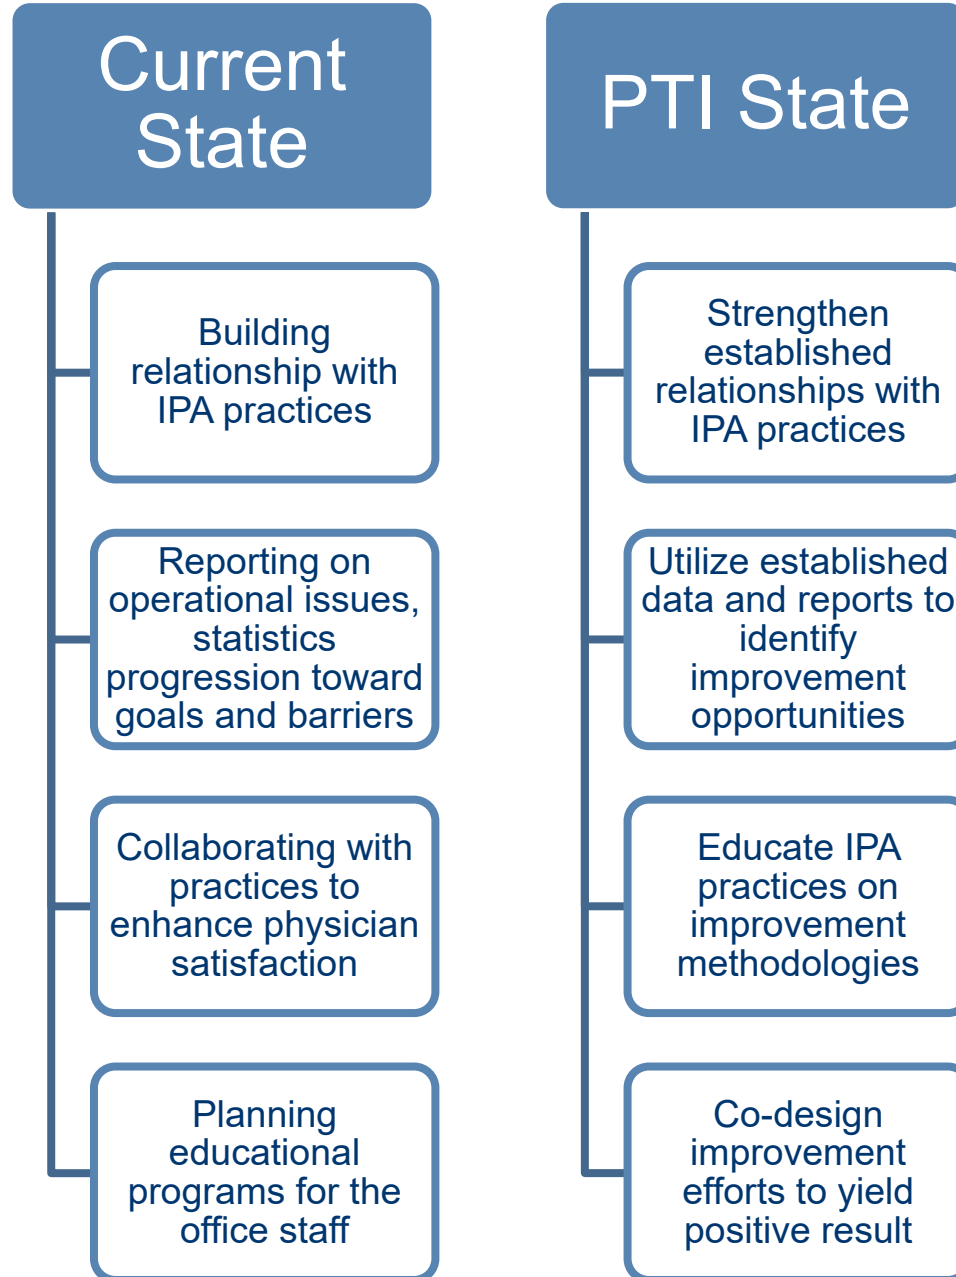 Current
State
Building
relationship with
IPA practices
Reporting on
operational issues,
statistics
progression toward
goals and barriers
Collaborating with
practices to
enhance physician
satisfaction
Planning
educational
programs for the
office staff
PTI State
Strengthen
established
relationships with
IPA practices
Utilize established
data and reports to
identify
improvement
opportunities
Educate IPA
practices on
improvement
methodologies
Co-design
improvement
efforts to yield
positive result